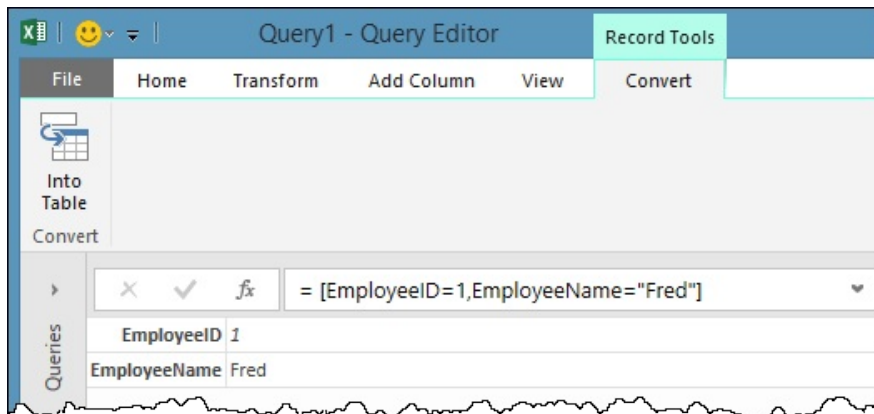 Query1 - Query Editor
Record Tools
File Home Transform Add Column View Convert
Into
Table
Convert
fx = [EmployeeID=1,EmployeeName="Fred"]
Queries
EmployeeID 1
EmployeeName Fred